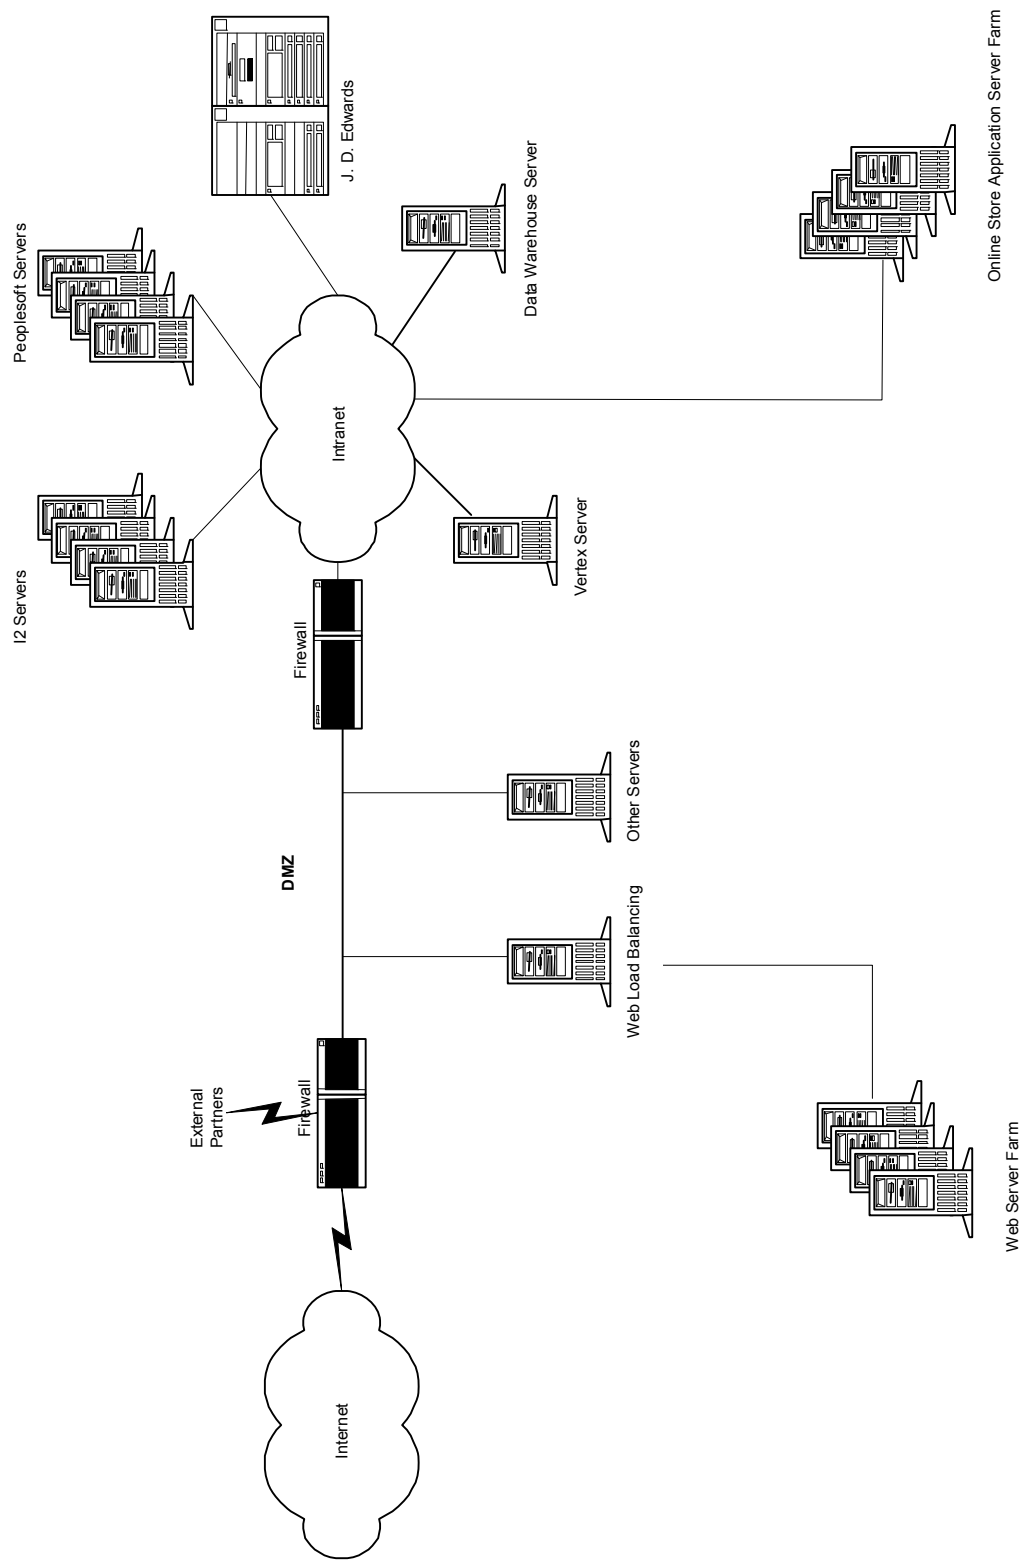 I2 Servers
Peoplesoft Servers
J. D. Edwards
External
Partners
DMZ
Firewall
Firewall
Internet
Intranet
Data Warehouse Server
Vertex Server
Web Load Balancing
Other Servers
Online Store Application Server Farm
Web Server Farm